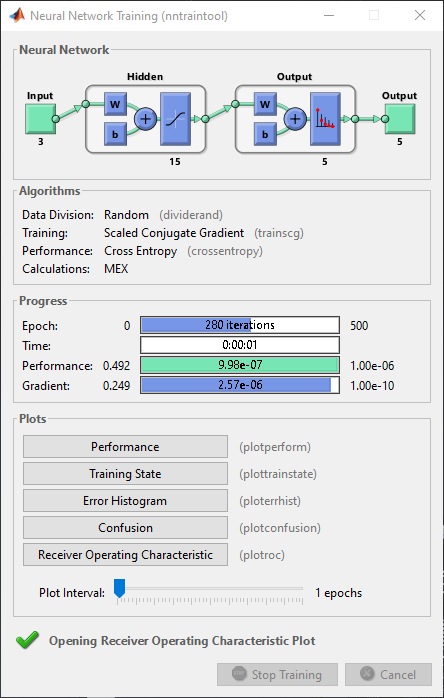 Neural Network Training (nntraintool)
Neural Network
Hidden Output
Input Output
W W
b b
3 15 5 5
Algorithms
Data Division: Random (dividerand)
Training: Scaled Conjugate Gradient (trainscg)
Performance: Cross Entropy (crossentropy)
Calculations: MEX
Progress
Epoch: 0 280 iterations 500
Time: 0:00:01
Performance: 0.492 9.98e-07 1.00e-06
Gradient: 0.249 2.57e-06 1.00e-10
Plots
Performance (plotperform)
Training State (plottrainstate)
Error Histogram (ploterrhist)
Confusion (plotconfusion)
Receiver Operating Characteristic (plotroc)
Plot Interval: 1 epochs
Opening Receiver Operating Characteristic Plot
Stop Training Cancel